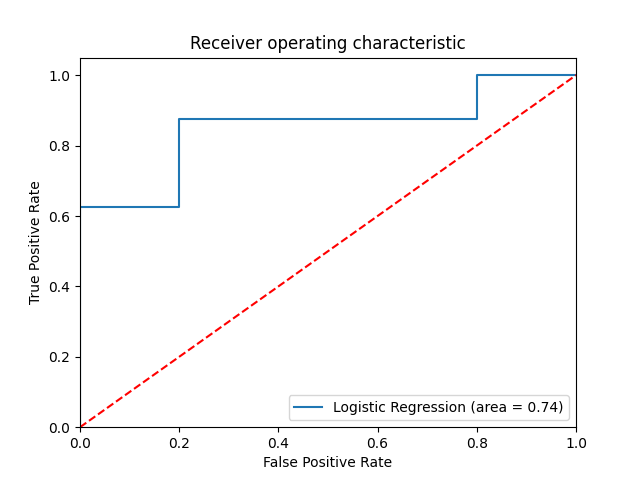 Receiver operating characteristic
True Positive Rate
1.0
0.8
0.6
0.4
0.2
0.0
0.0 0.2 0.4 0.6 0.8 1.0
False Positive Rate
Logistic Regression (area = 0.74)